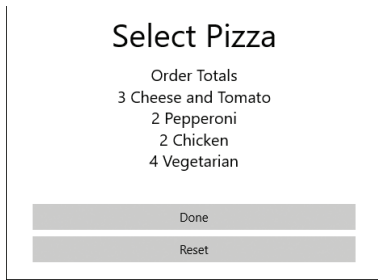 Select Pizza
Order Totals
3 Cheese and Tomato
2 Pepperoni
2 Chicken
4 Vegetarian
Done
Reset